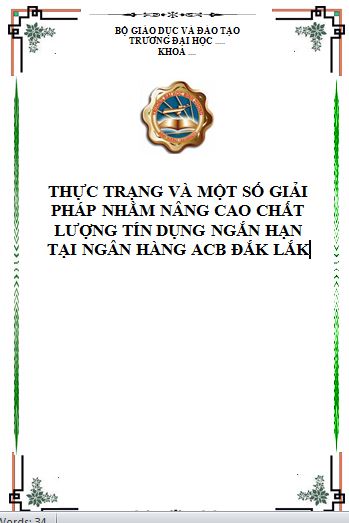 BỘ GIÁO DỤC VÀ ĐÀO TẠO
TRƯỜNG ĐẠI HỌC .....
KHOA ...
THỰC TRẠNG VÀ MỘT SỐ GIẢI
PHÁP NHẰM NÂNG CAO CHẤT
LƯỢNG TÍN DỤNG NGẮN HẠN
TẠI NGÂN HÀNG ACB ĐẮK LẮK
Words: 34